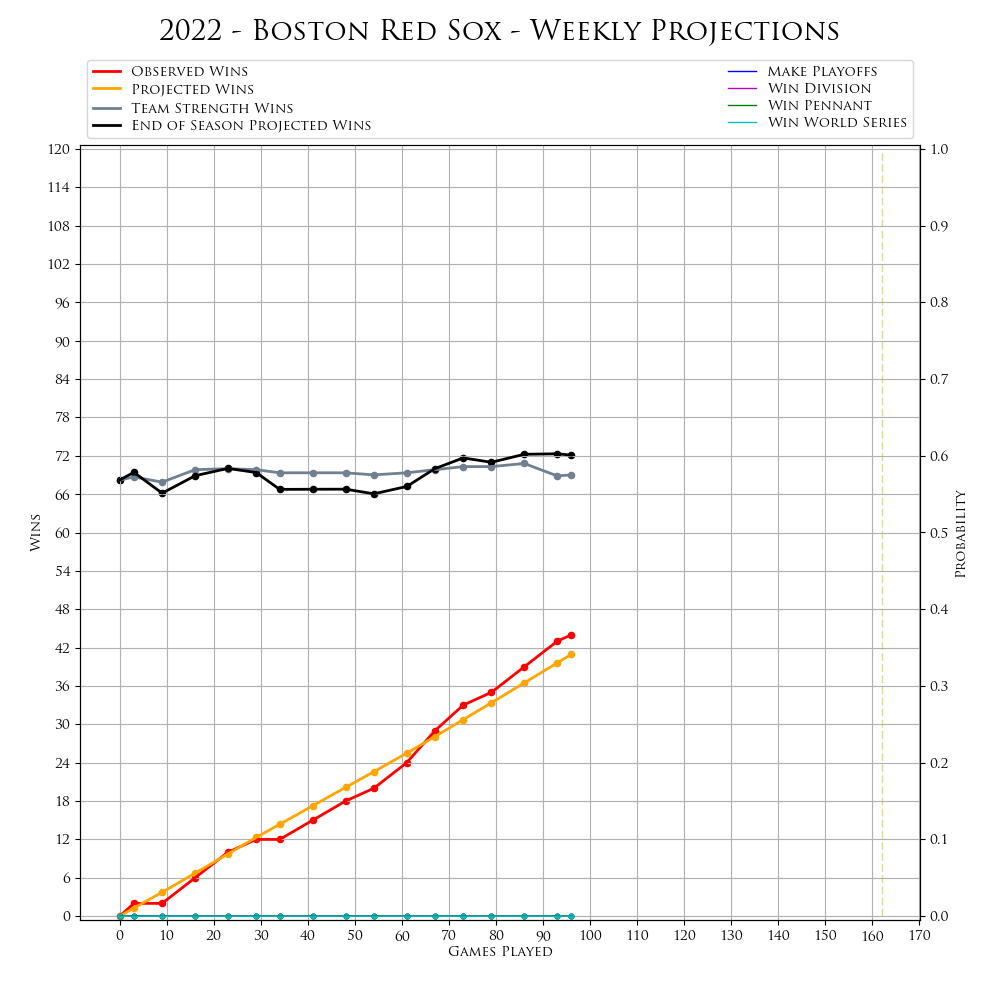 2022 - Boston Red Sox - Weekly Projections
Observed Wins
Projected Wins
Team Strength Wins
End of Season Projected Wins
Make Playoffs
Win Division
Win Pennant
Win World Series
120
114
108
102
96
90
84
78
72
66
60
54
48
42
36
30
24
18
12
6
0
Wins
1.0
0.9
0.8
0.7
0.6
0.5
0.4
0.3
0.2
0.1
0.0
Probability
0 10 20 30 40 50 60 70 80 90 100 110 120 130 140 150 160 170
Games Played